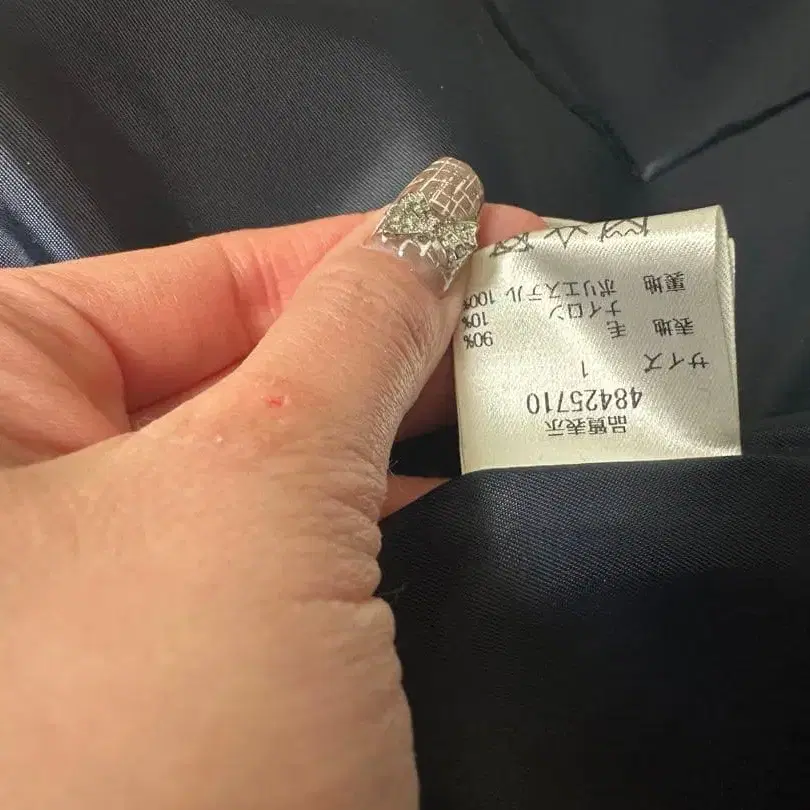 品質表示
48425710
サイズ 1
表地 毛 90%
ナイロン 10%
裏地 ポリエステル 100%